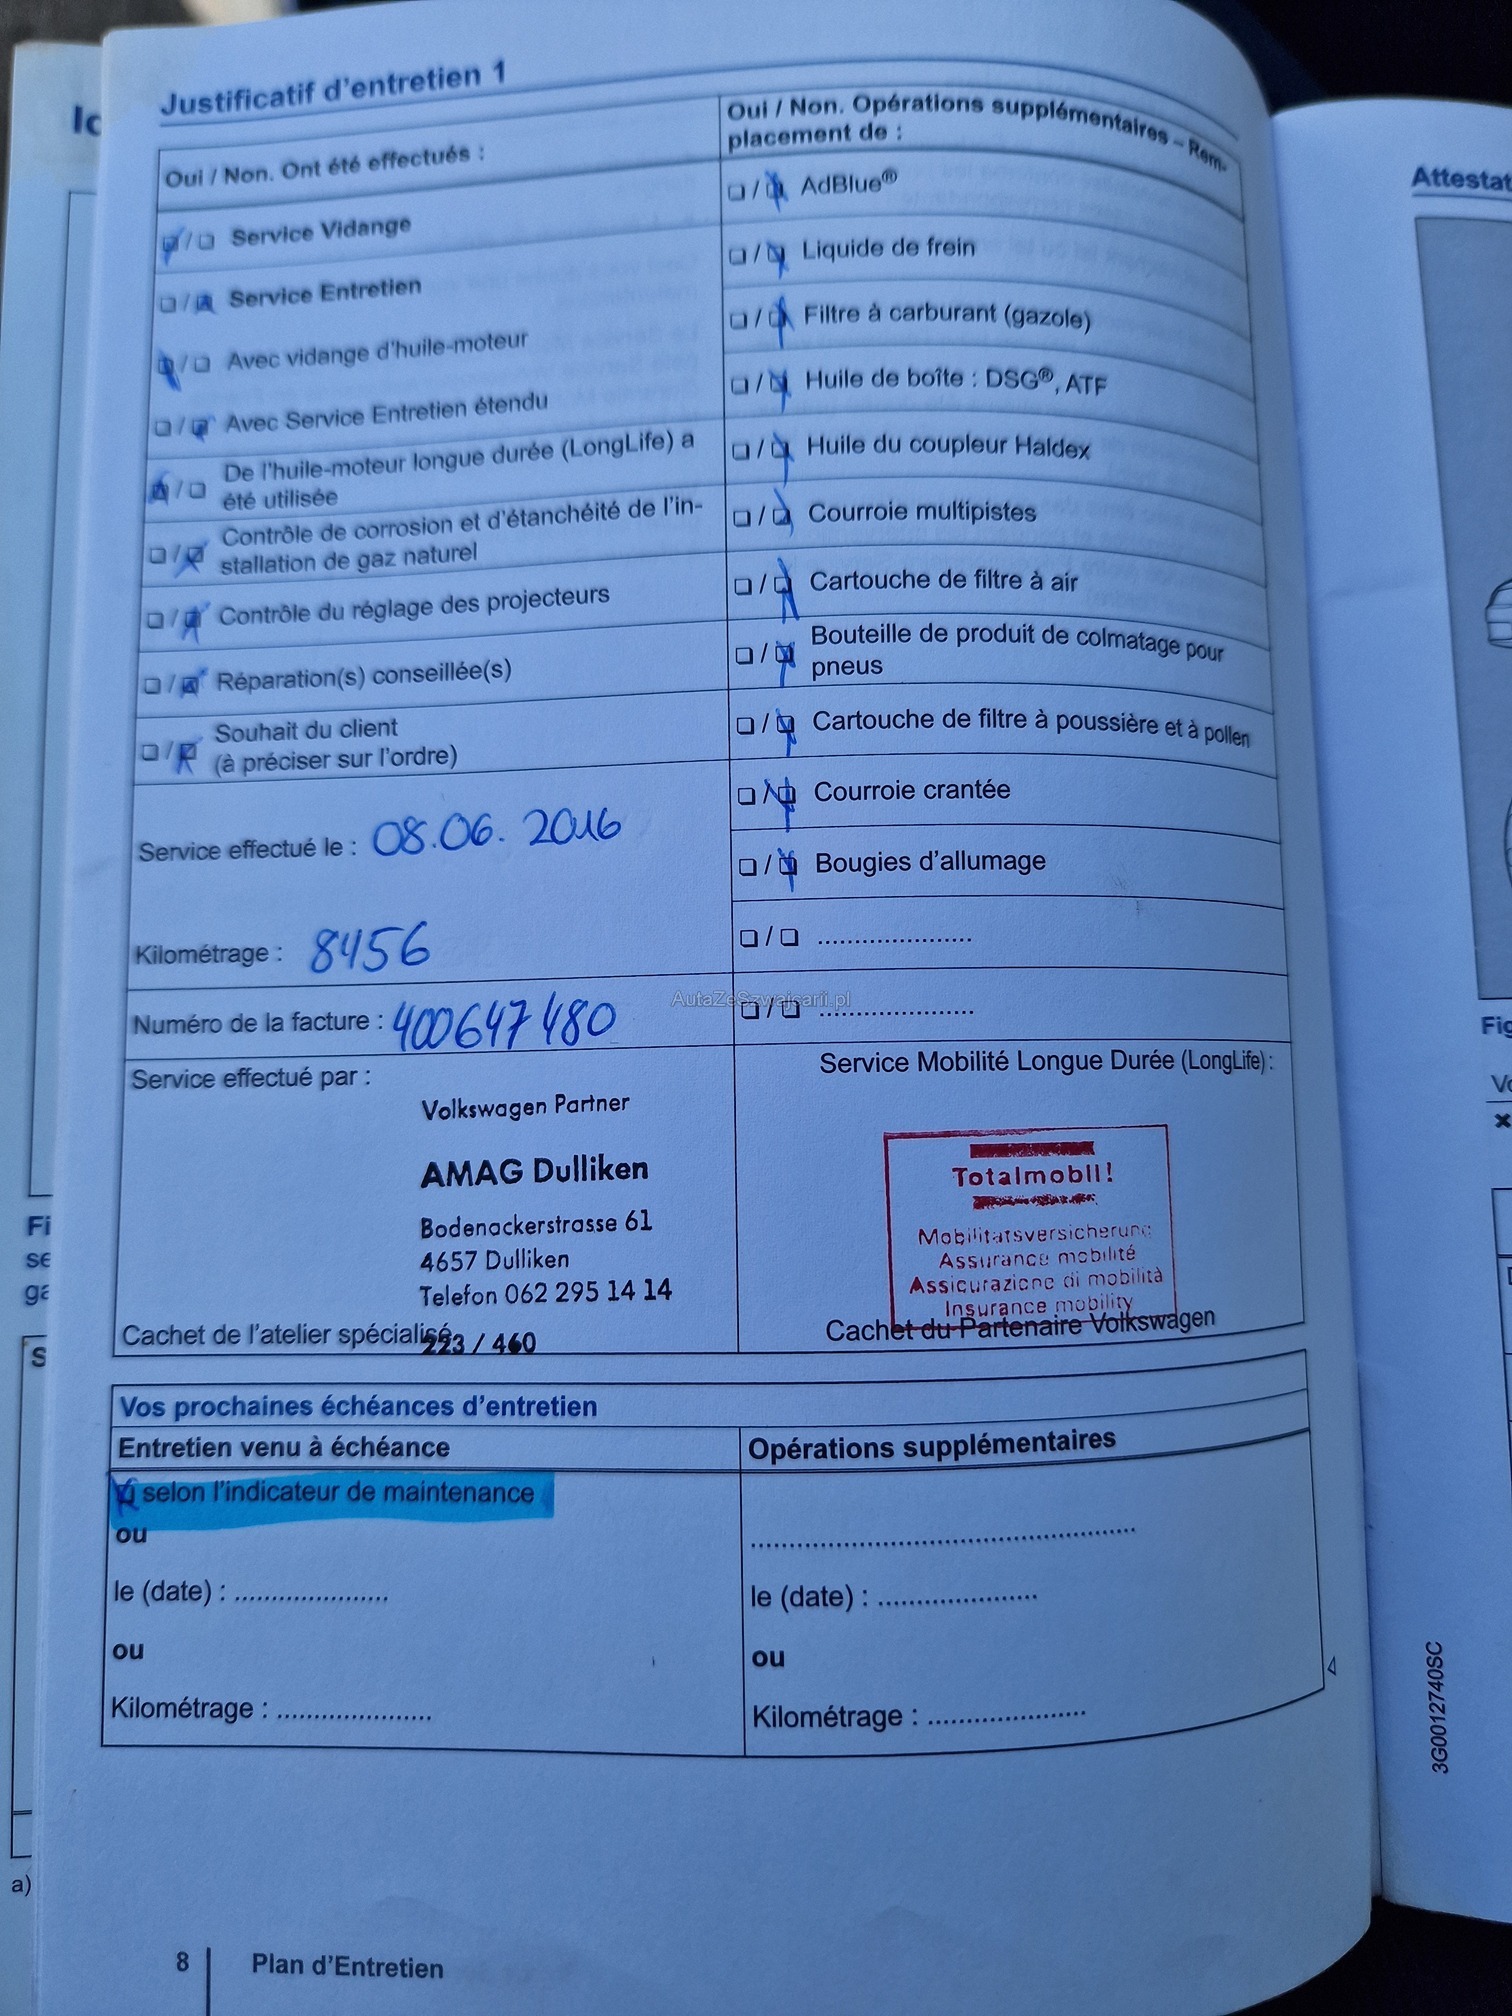 Justificatif d'entretien 1
Oui / Non. Ont été effectués :
❑ / ❑ Service Vidange
❑ / ❑ Service Entretien
❑ / ❑ Avec vidange d'huile-moteur
❑ / ❑ Avec Service Entretien étendu
❑ / ❑ De l'huile-moteur longue durée (LongLife) a
été utilisée
❑ / ❑ Contrôle de corrosion et d'étanchéité de l'in-
stallation de gaz naturel
❑ / ❑ Contrôle du réglage des projecteurs
❑ / ❑ Réparation(s) conseillée(s)
❑ / ❑ Souhait du client
(à préciser sur l'ordre)
Service effectué le : 08.06. 2016
Kilométrage : 8456
Numéro de la facture : 400647480
Service effectué par :
Volkswagen Partner
AMAG Dulliken
Bodenackerstrasse 61
4657 Dulliken
Telefon 062 295 14 14
Cachet de l'atelier spécialisé
223 / 460
Oui / Non. Opérations supplémentaires – Rem-
placement de :
❑ / ❑ AdBlue®
❑ / ❑ Liquide de frein
❑ / ❑ Filtre à carburant (gazole)
❑ / ❑ Huile de boîte : DSG®, ATF
❑ / ❑ Huile du coupleur Haldex
❑ / ❑ Courroie multipistes
❑ / ❑ Cartouche de filtre à air
❑ / ❑ Bouteille de produit de colmatage pour
pneus
❑ / ❑ Cartouche de filtre à poussière et à pollen
❑ / ❑ Courroie crantée
❑ / ❑ Bougies d'allumage
❑ / ❑ ......................
❑ / ❑ ......................
AutaZeSzwajcarii.pl
Service Mobilité Longue Durée (LongLife) :
Totalmobil!
Mobilitätsversicherung
Assurance mobilité
Assicurazione di mobilità
Insurance mobility
Cachet du Partenaire Volkswagen
Vos prochaines échéances d'entretien
Entretien venu à échéance
❑ selon l'indicateur de maintenance
ou
le (date) : ......................
ou
Kilométrage : ......................
Opérations supplémentaires
......................................................
le (date) : ......................
ou
Kilométrage : ......................
8
Plan d'Entretien
Attestat
Fig
3G0012740SC
Fi
se
a)